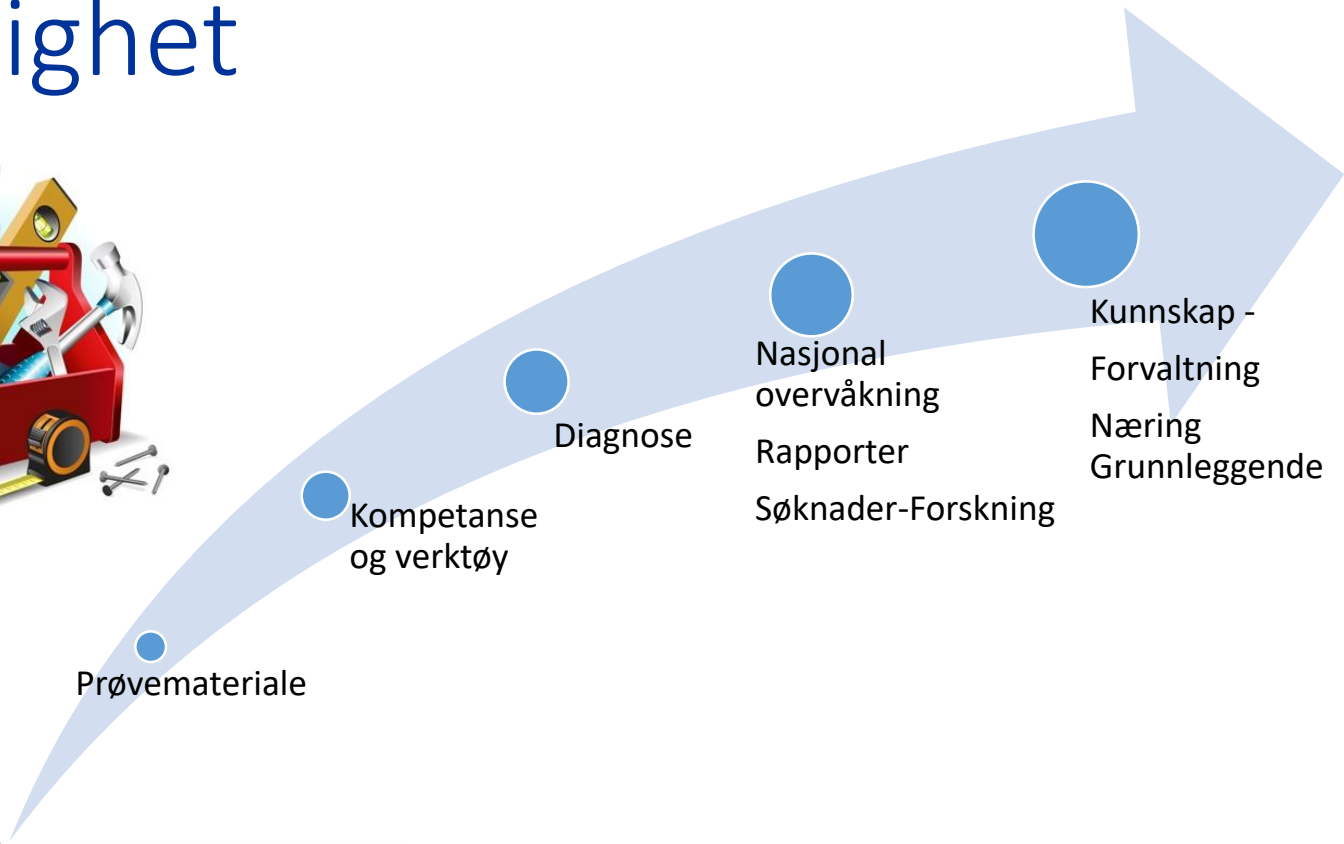 ighet
Nasjonal
overvåkning
Rapporter
Søknader-Forskning
Kunnskap -
Forvaltning
Næring
Grunnleggende
Diagnose
Kompetanse
og verktøy
Prøvemateriale